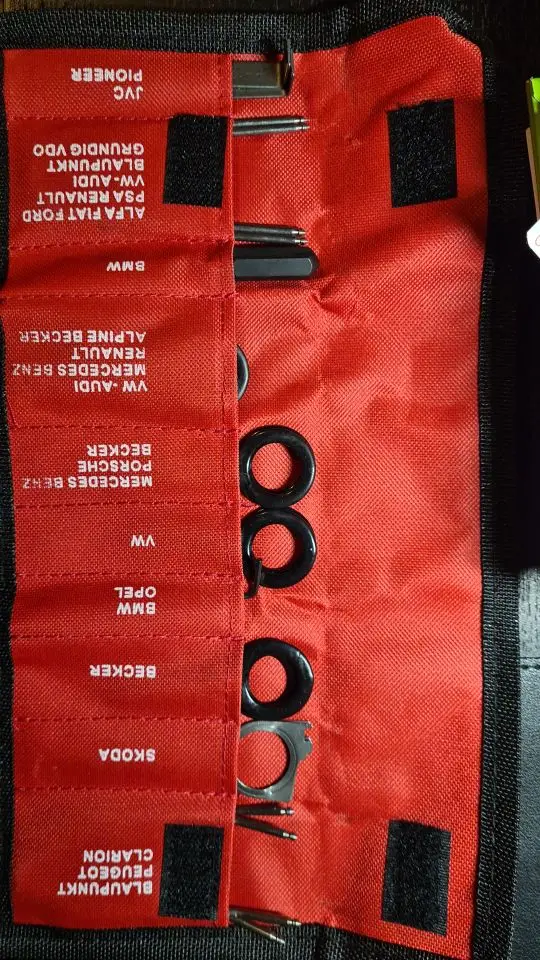 BLAUPUNKT
PEUGEOT
CLARION
SKODA
BECKER
BMW
OPEL
VW
MERCEDES BENZ
PORSCHE
BECKER
VW-AUDI
MERCEDES BENZ
RENAULT
ALPINE BECKER
BMW
ALFA FIAT FORD
PSA RENAULT
VW-AUDI
BLAUPUNKT
GRUNDIG VDO
JVC
PIONEER